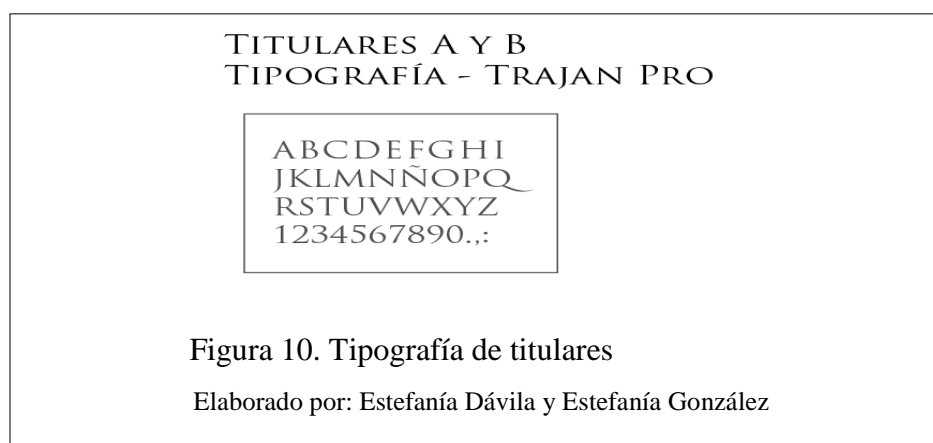 Titulares A y B
Tipografía - Trajan Pro
ABCDEFGHI
JKLMNÑOPQ
RSTUVWXYZ
1234567890.,:
Figura 10. Tipografía de titulares
Elaborado por: Estefanía Dávila y Estefanía González